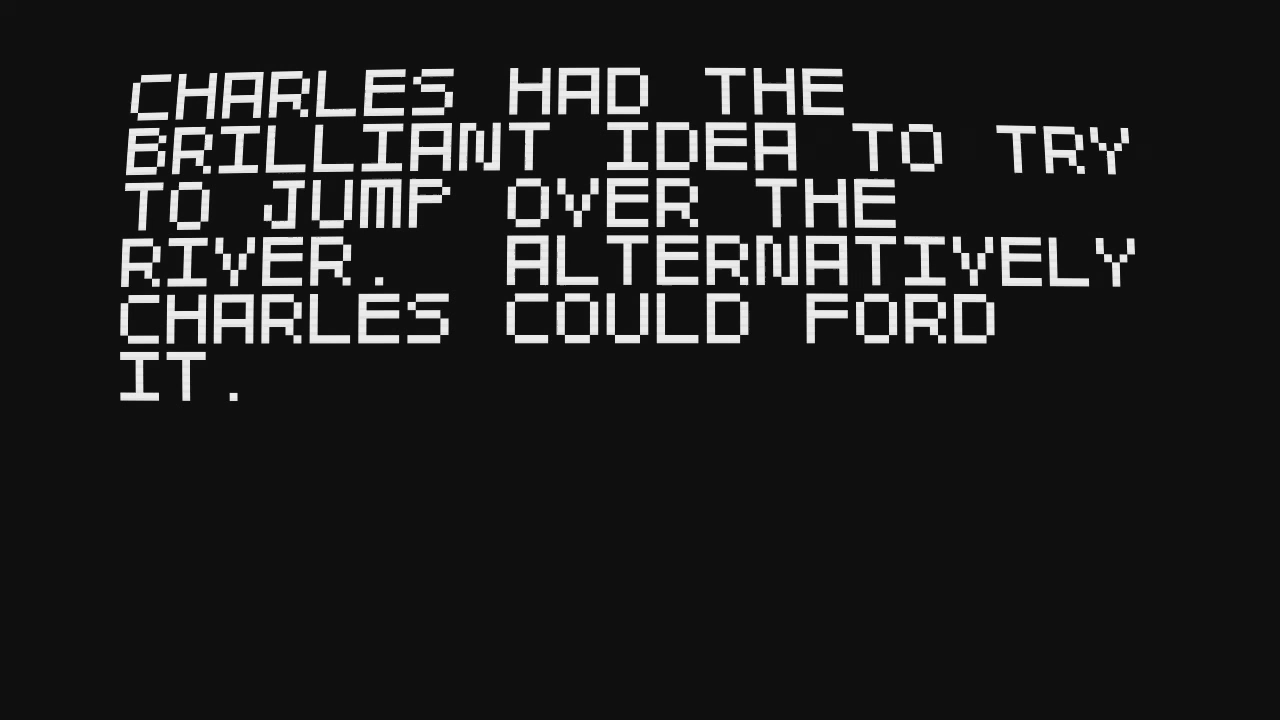 CHARLES HAD THE
BRILLIANT IDEA TO TRY
TO JUMP OVER THE
RIVER.  ALTERNATIVELY
CHARLES COULD FORD
IT.